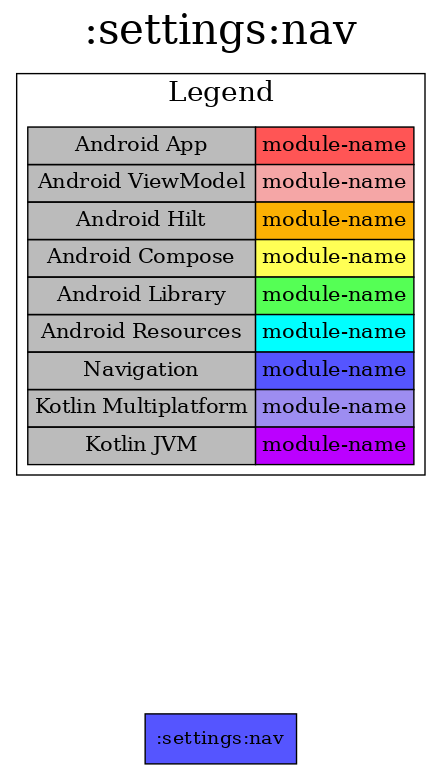 :settings:nav
Legend
Android App module-name
Android ViewModel module-name
Android Hilt module-name
Android Compose module-name
Android Library module-name
Android Resources module-name
Navigation module-name
Kotlin Multiplatform module-name
Kotlin JVM module-name
:settings:nav